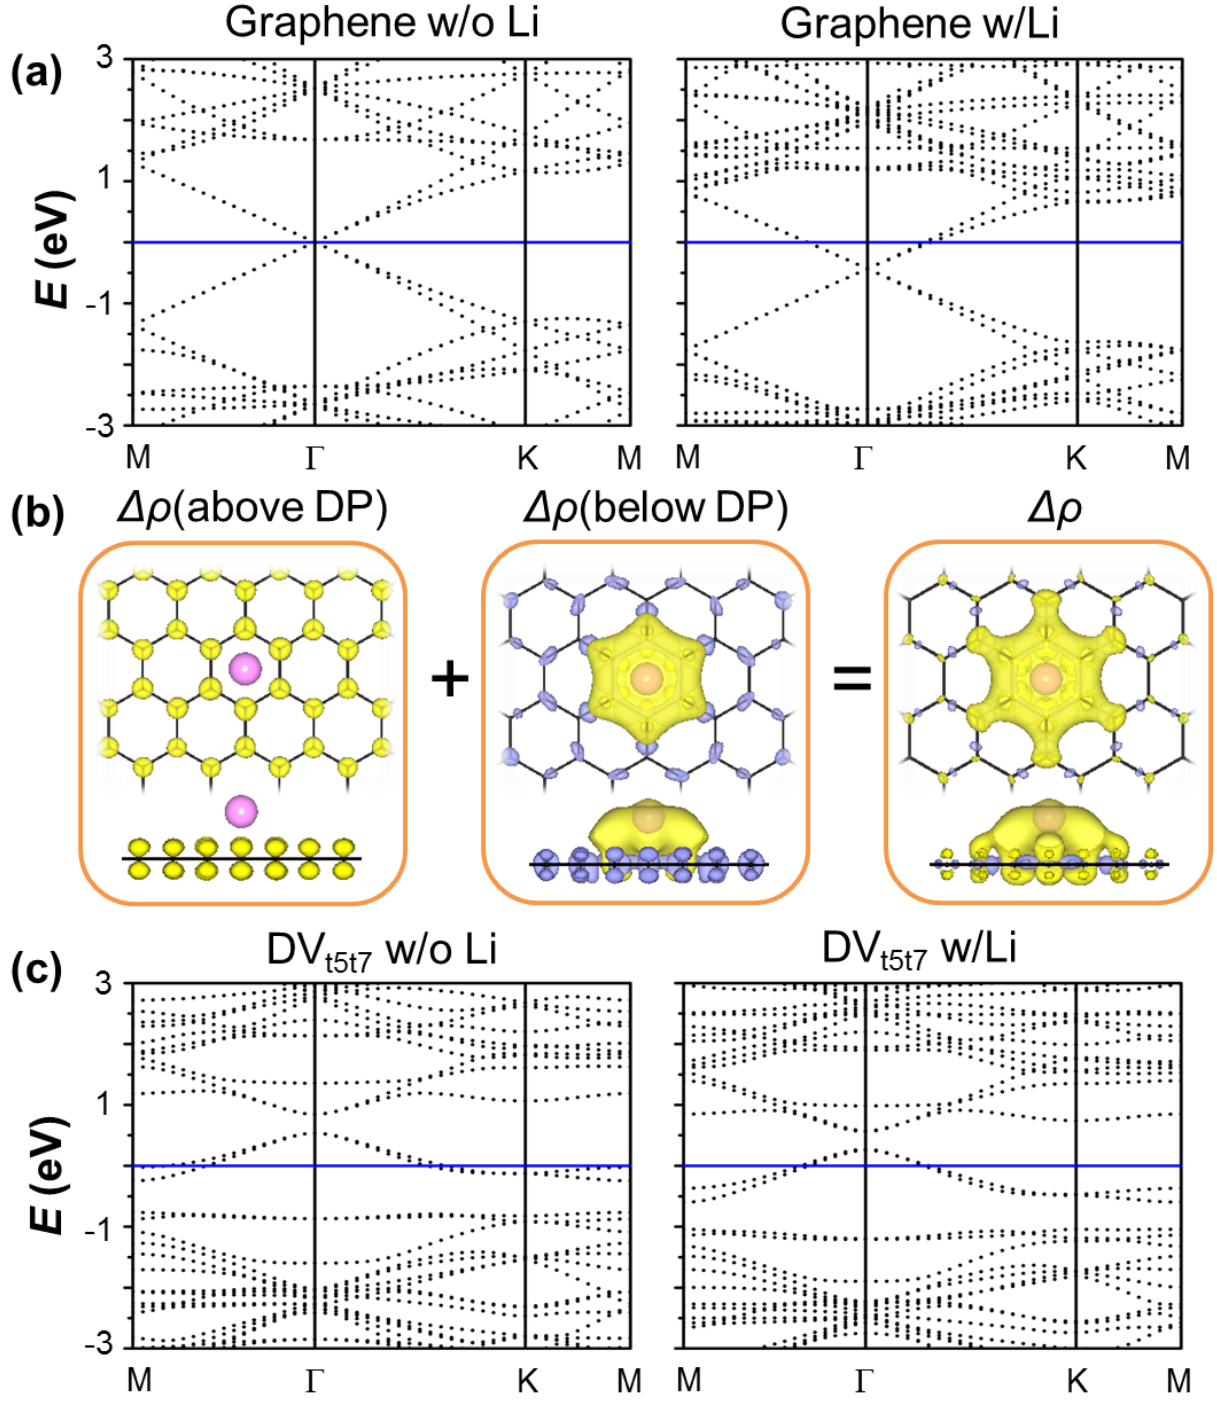 Graphene w/o Li
Graphene w/Li
(a)
3
1
-1
-3
E (eV)
M Γ K M
M Γ K M
(b)
Δρ(above DP)
Δρ(below DP)
Δρ
+
=
(c)
DVt5t7 w/o Li
DVt5t7 w/Li
3
1
-1
-3
E (eV)
M Γ K M
M Γ K M